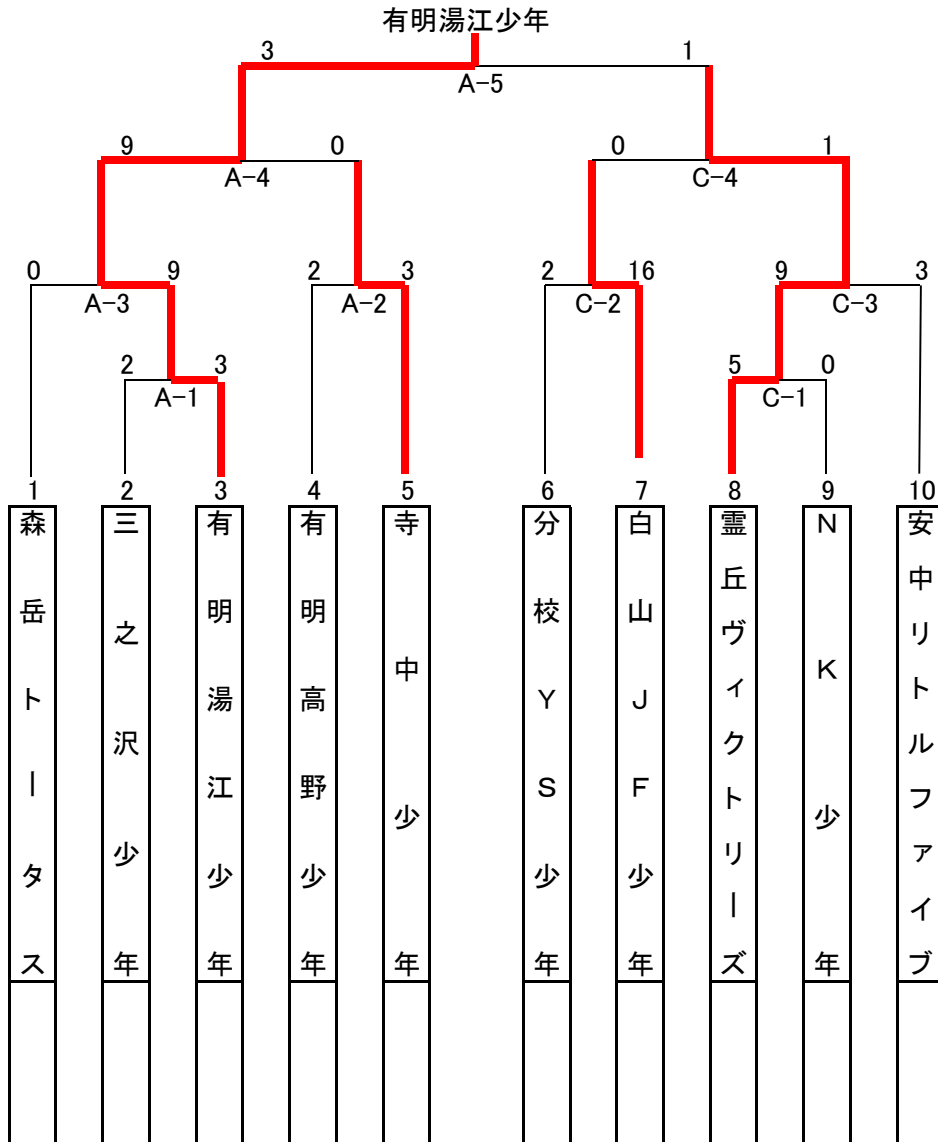 有明湯江少年
3 1
A-5
9 0 0 1
A-4 C-4
0 9 2 3 2 16 9 3
A-3 A-2 C-2 C-3
2 3 5 0
A-1 C-1
1 2 3 4 5 6 7 8 9 10
森岳トータス
三之沢少年
有明湯江少年
有明高野少年
寺中少年
分校YS少年
白山JF少年
霊丘ヴィクトリーズ
NK少年
安中リトルファイブ